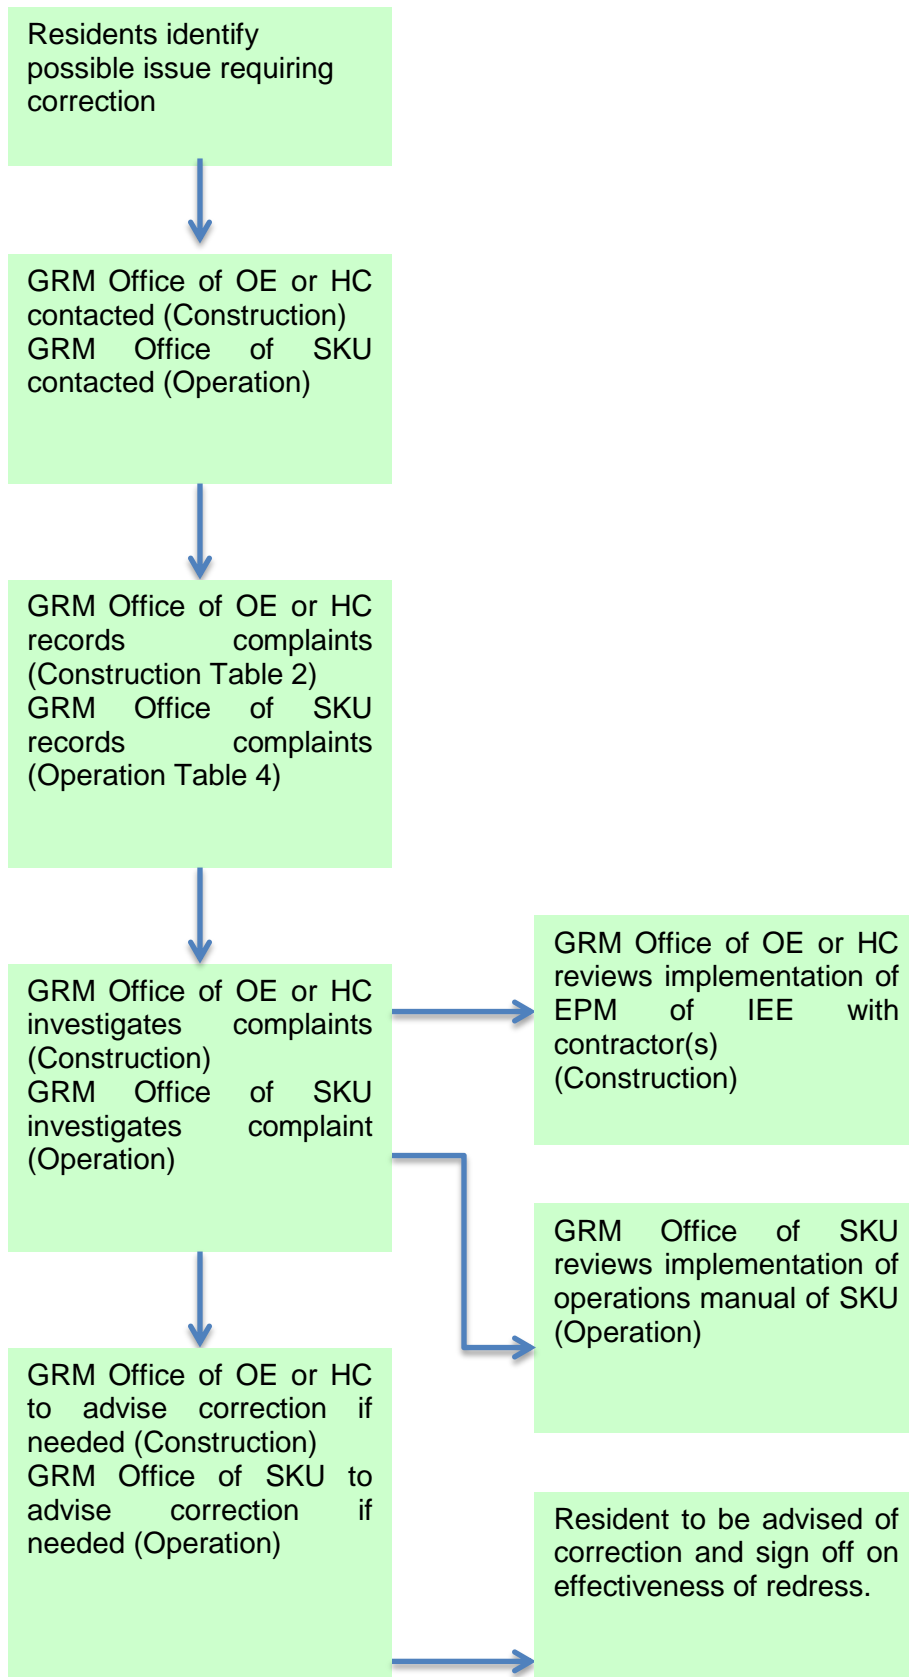 Residents identify
possible issue requiring
correction
GRM Office of OE or HC
contacted (Construction)
GRM Office of SKU
contacted (Operation)
GRM Office of OE or HC
records complaints
(Construction Table 2)
GRM Office of SKU
records complaints
(Operation Table 4)
GRM Office of OE or HC
investigates complaints
(Construction)
GRM Office of SKU
investigates complaint
(Operation)
GRM Office of OE or HC
reviews implementation of
EPM of IEE with
contractor(s)
(Construction)
GRM Office of SKU
reviews implementation of
operations manual of SKU
(Operation)
GRM Office of OE or HC
to advise correction if
needed (Construction)
GRM Office of SKU to
advise correction if
needed (Operation)
Resident to be advised of
correction and sign off on
effectiveness of redress.